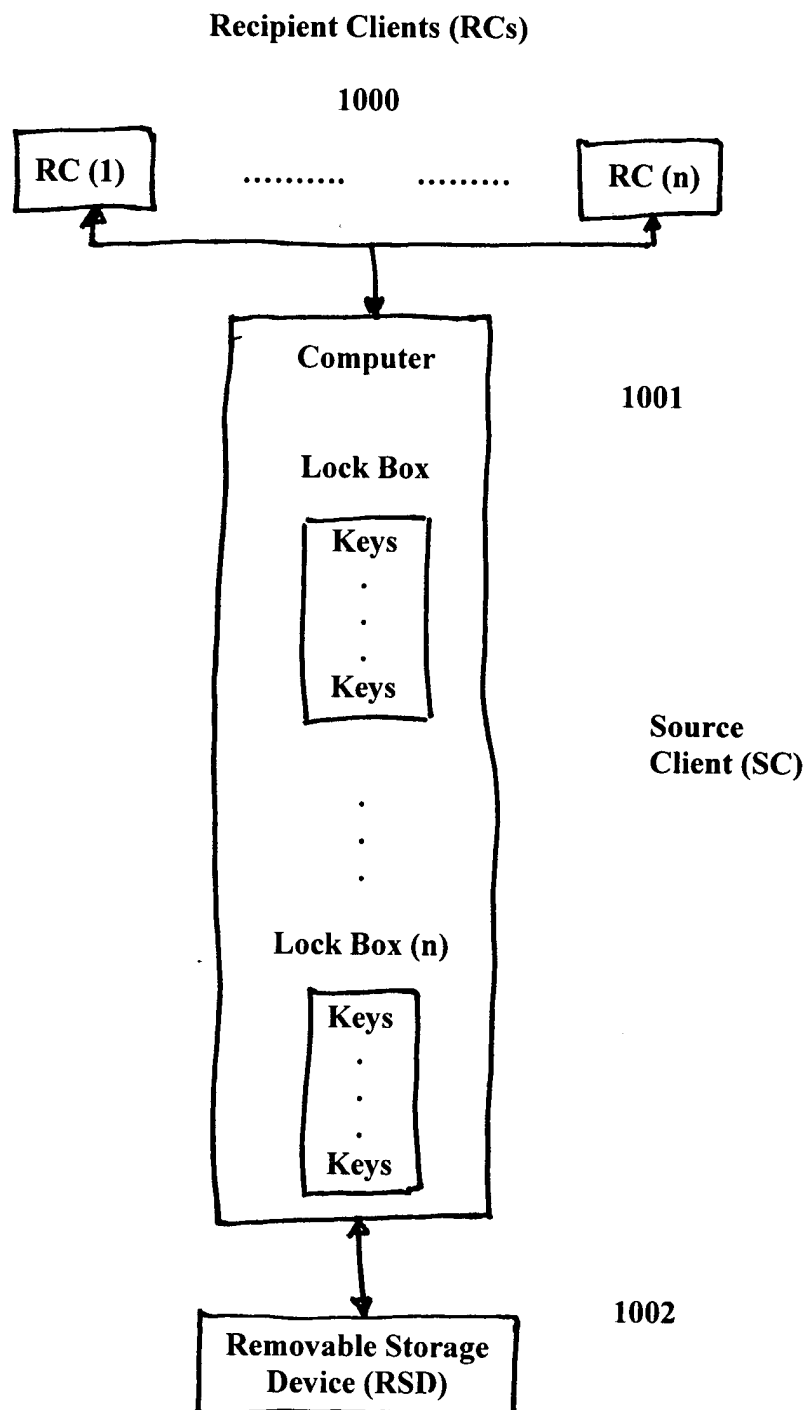 Recipient Clients (RCs)
1000
RC (1)
.......... .........
RC (n)
Computer
1001
Lock Box
Keys
.
.
.
Keys
Source
Client (SC)
.
.
.
Lock Box (n)
Keys
.
.
.
Keys
1002
Removable Storage
Device (RSD)